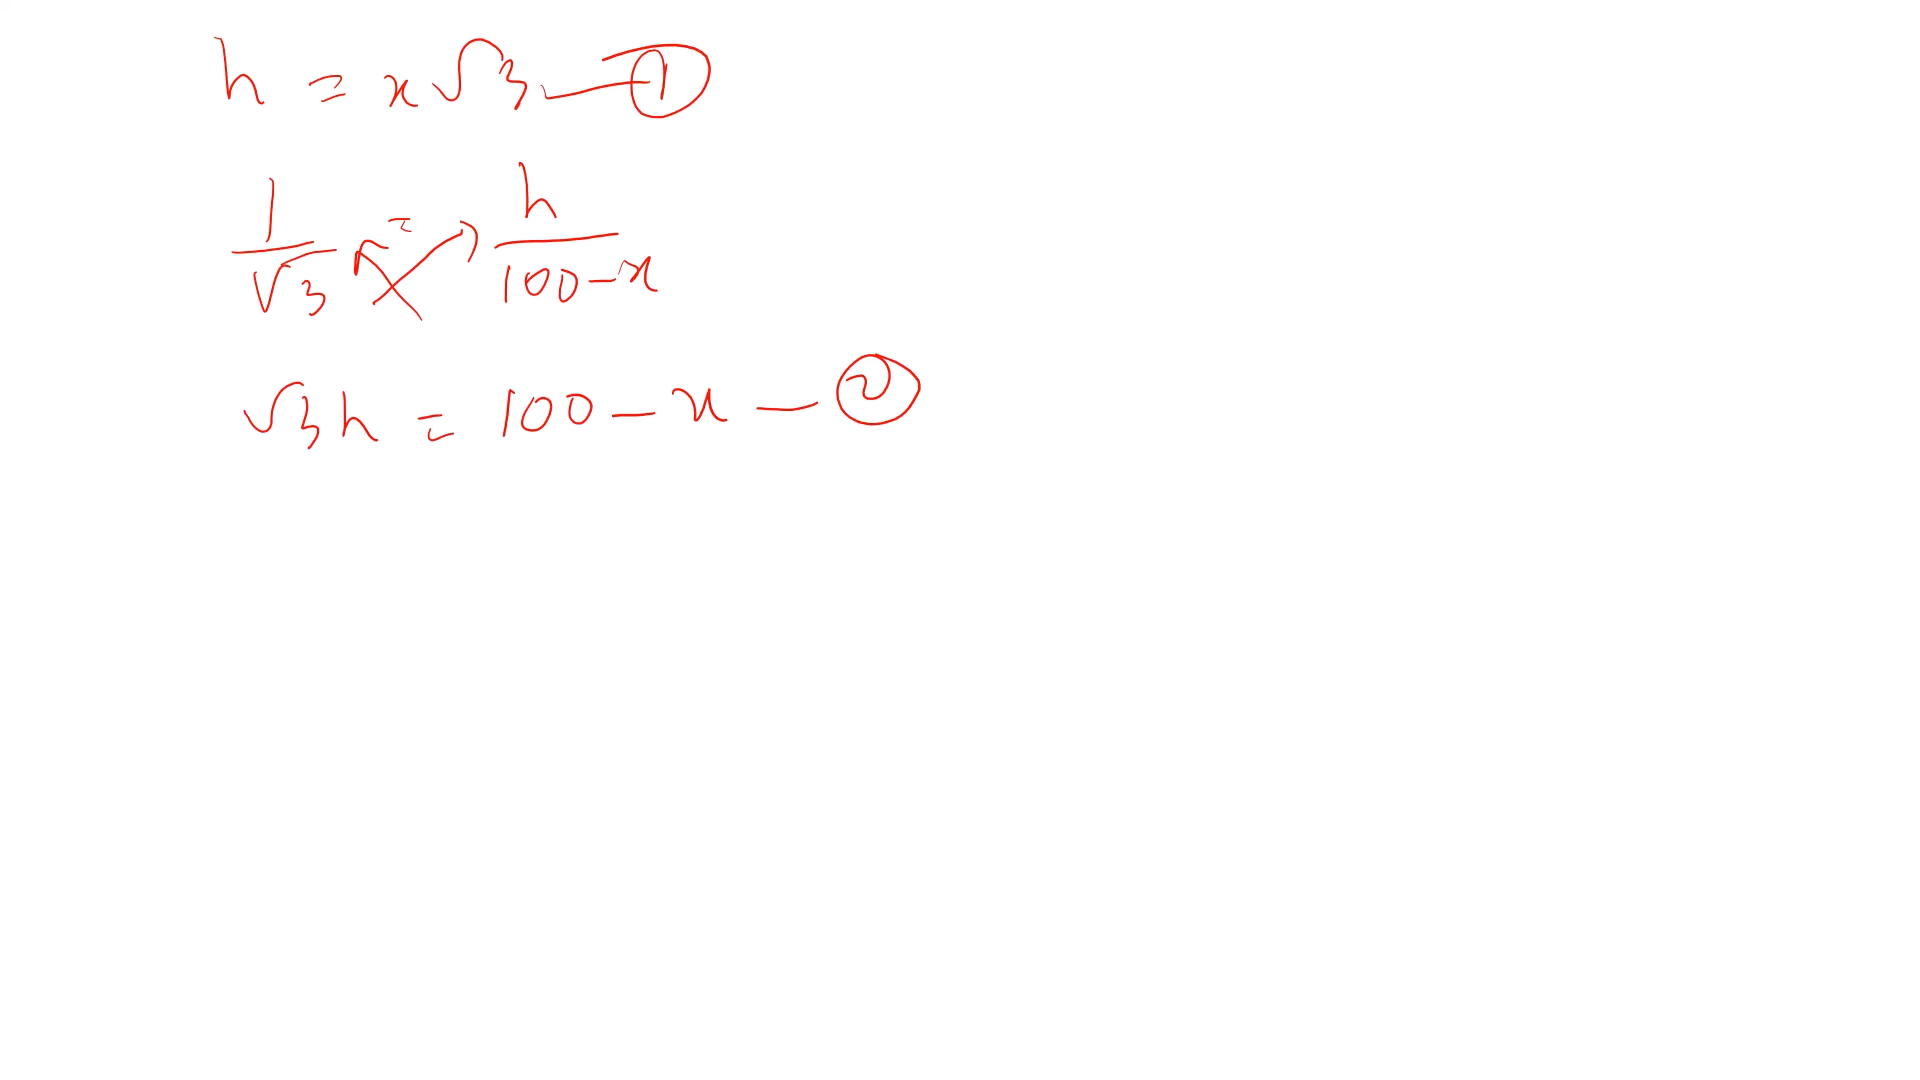 h = x√3 — ①
1/√3 = h/100-x
√3h = 100 - x — ②